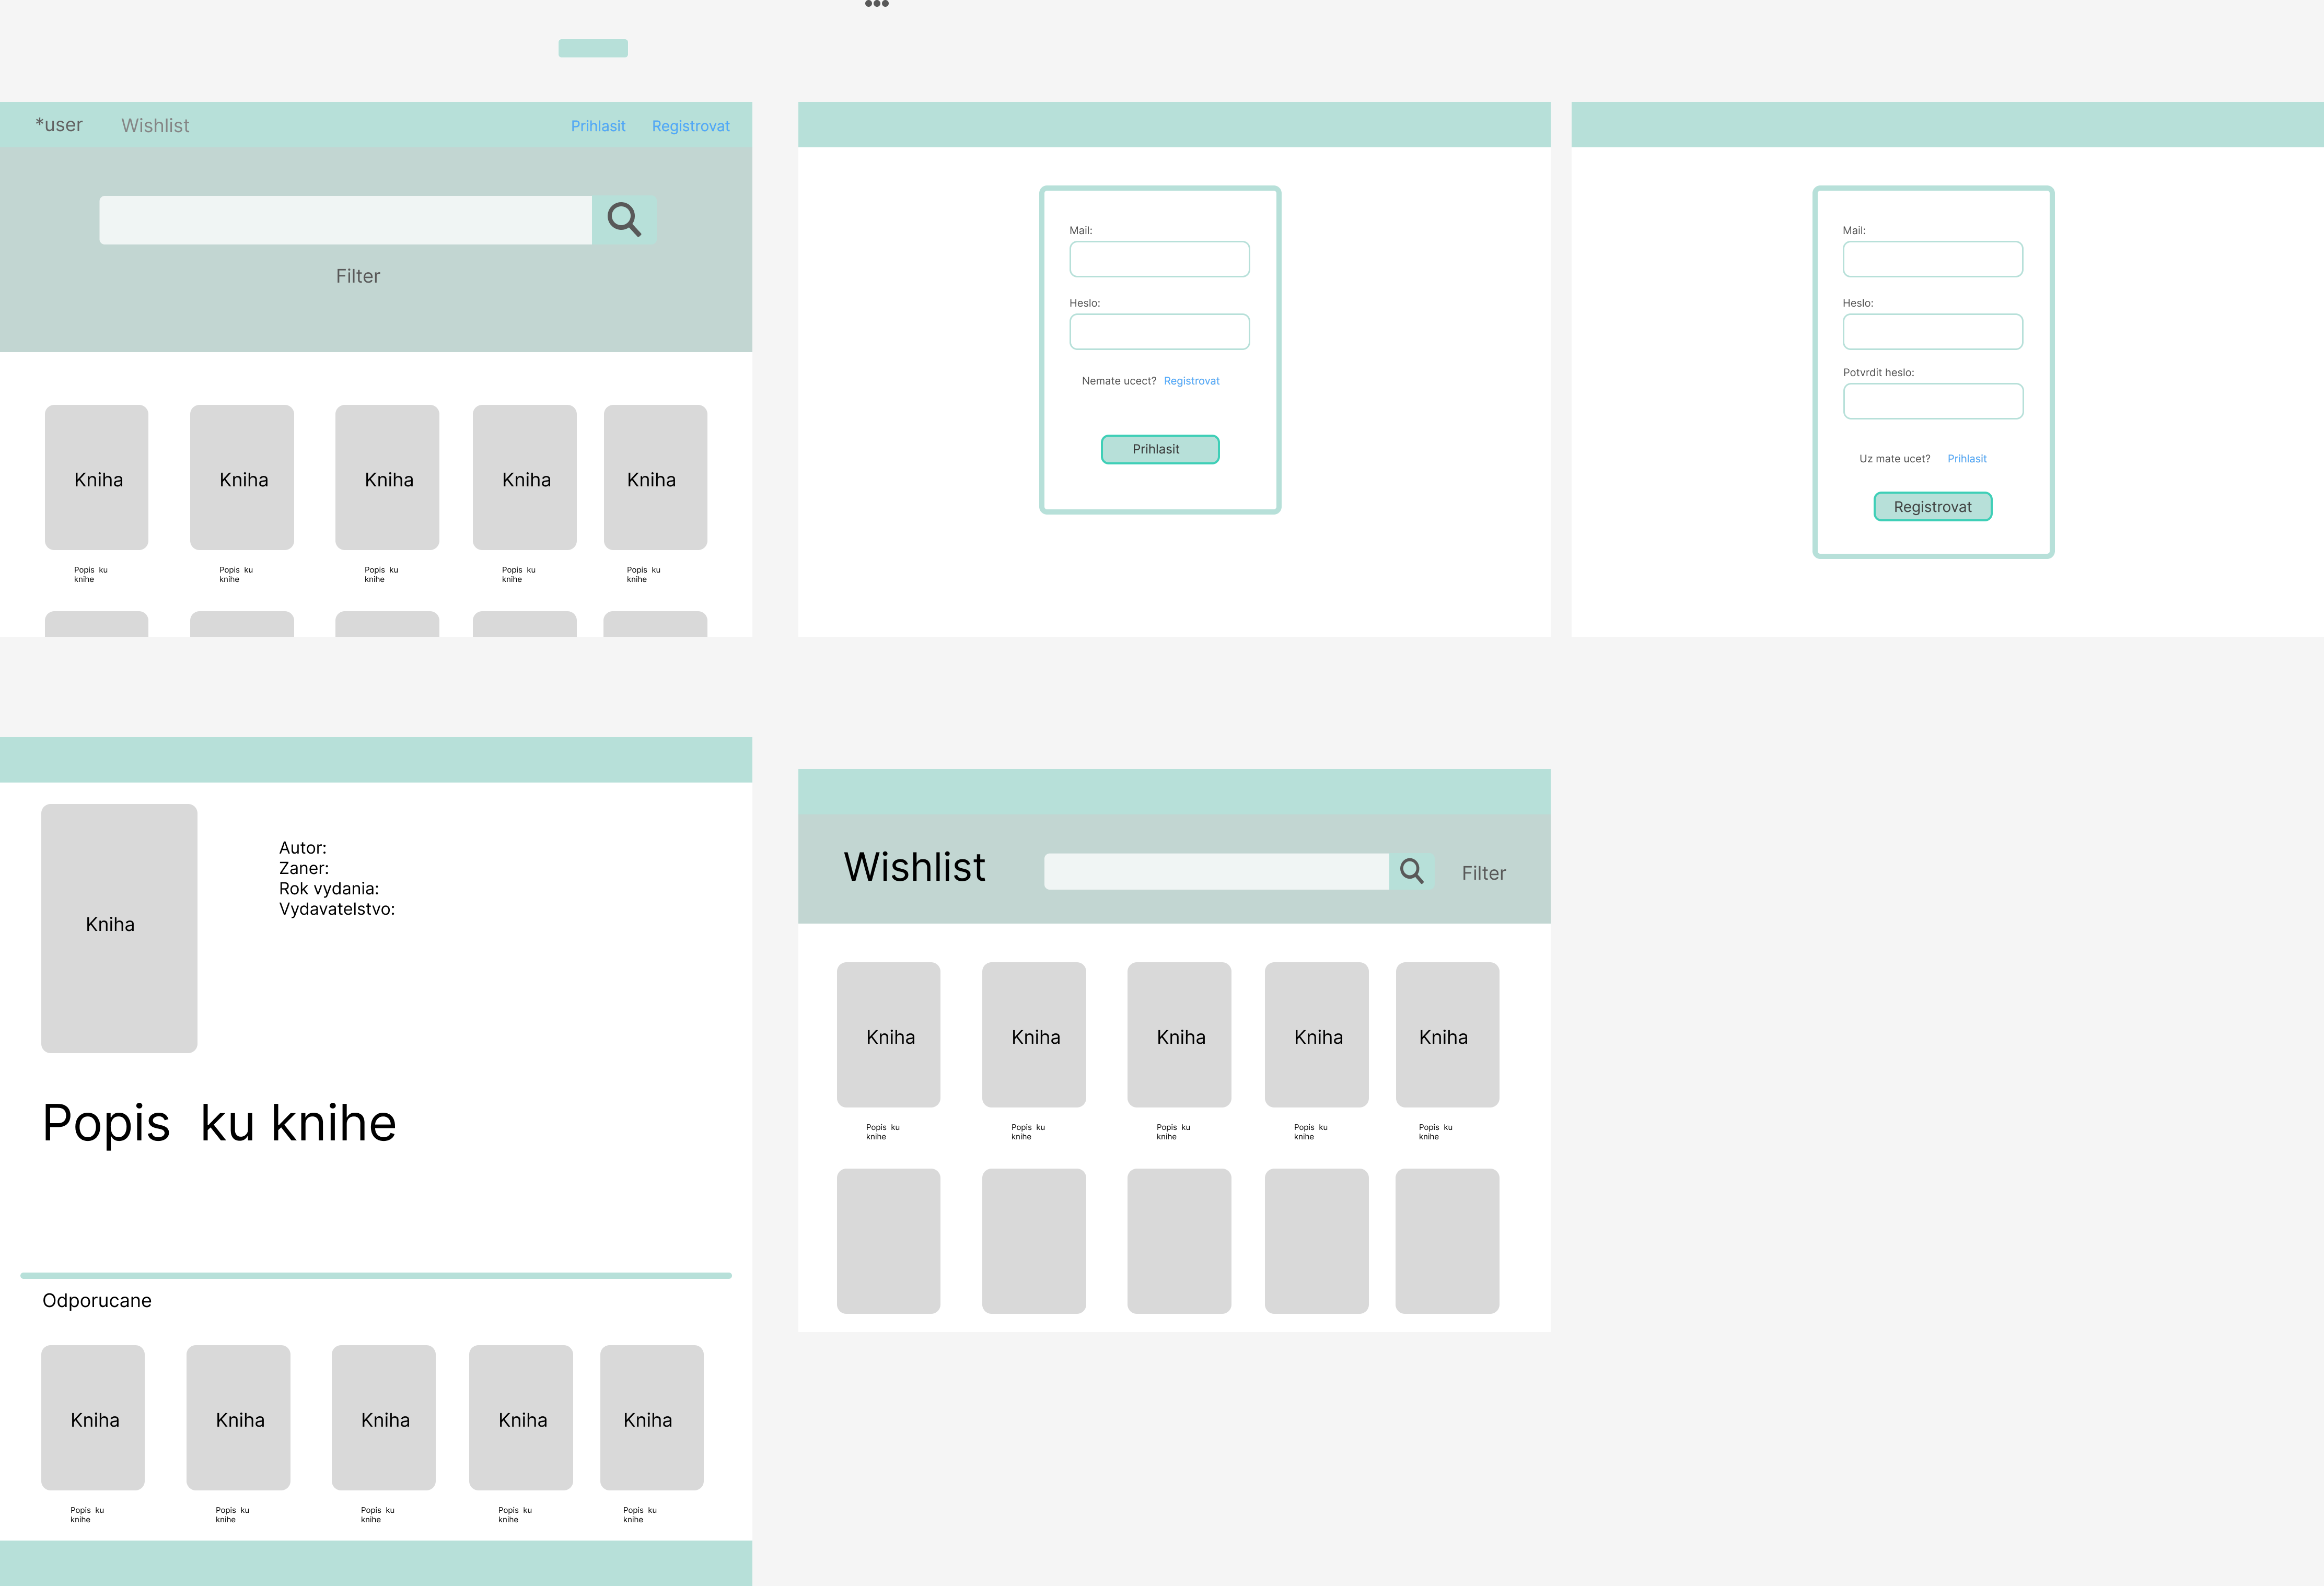 *user Wishlist Prihlasit Registrovat
Filter
Kniha Kniha Kniha Kniha Kniha
Popis ku
knihe
Popis ku
knihe
Popis ku
knihe
Popis ku
knihe
Popis ku
knihe
Mail:
Heslo:
Nemate ucect? Registrovat
Prihlasit
Mail:
Heslo:
Potvrdit heslo:
Uz mate ucet? Prihlasit
Registrovat
Kniha
Autor:
Zaner:
Rok vydania:
Vydavatelstvo:
Popis ku knihe
Odporucane
Kniha Kniha Kniha Kniha Kniha
Popis ku
knihe
Popis ku
knihe
Popis ku
knihe
Popis ku
knihe
Popis ku
knihe
Wishlist Filter
Kniha Kniha Kniha Kniha Kniha
Popis ku
knihe
Popis ku
knihe
Popis ku
knihe
Popis ku
knihe
Popis ku
knihe